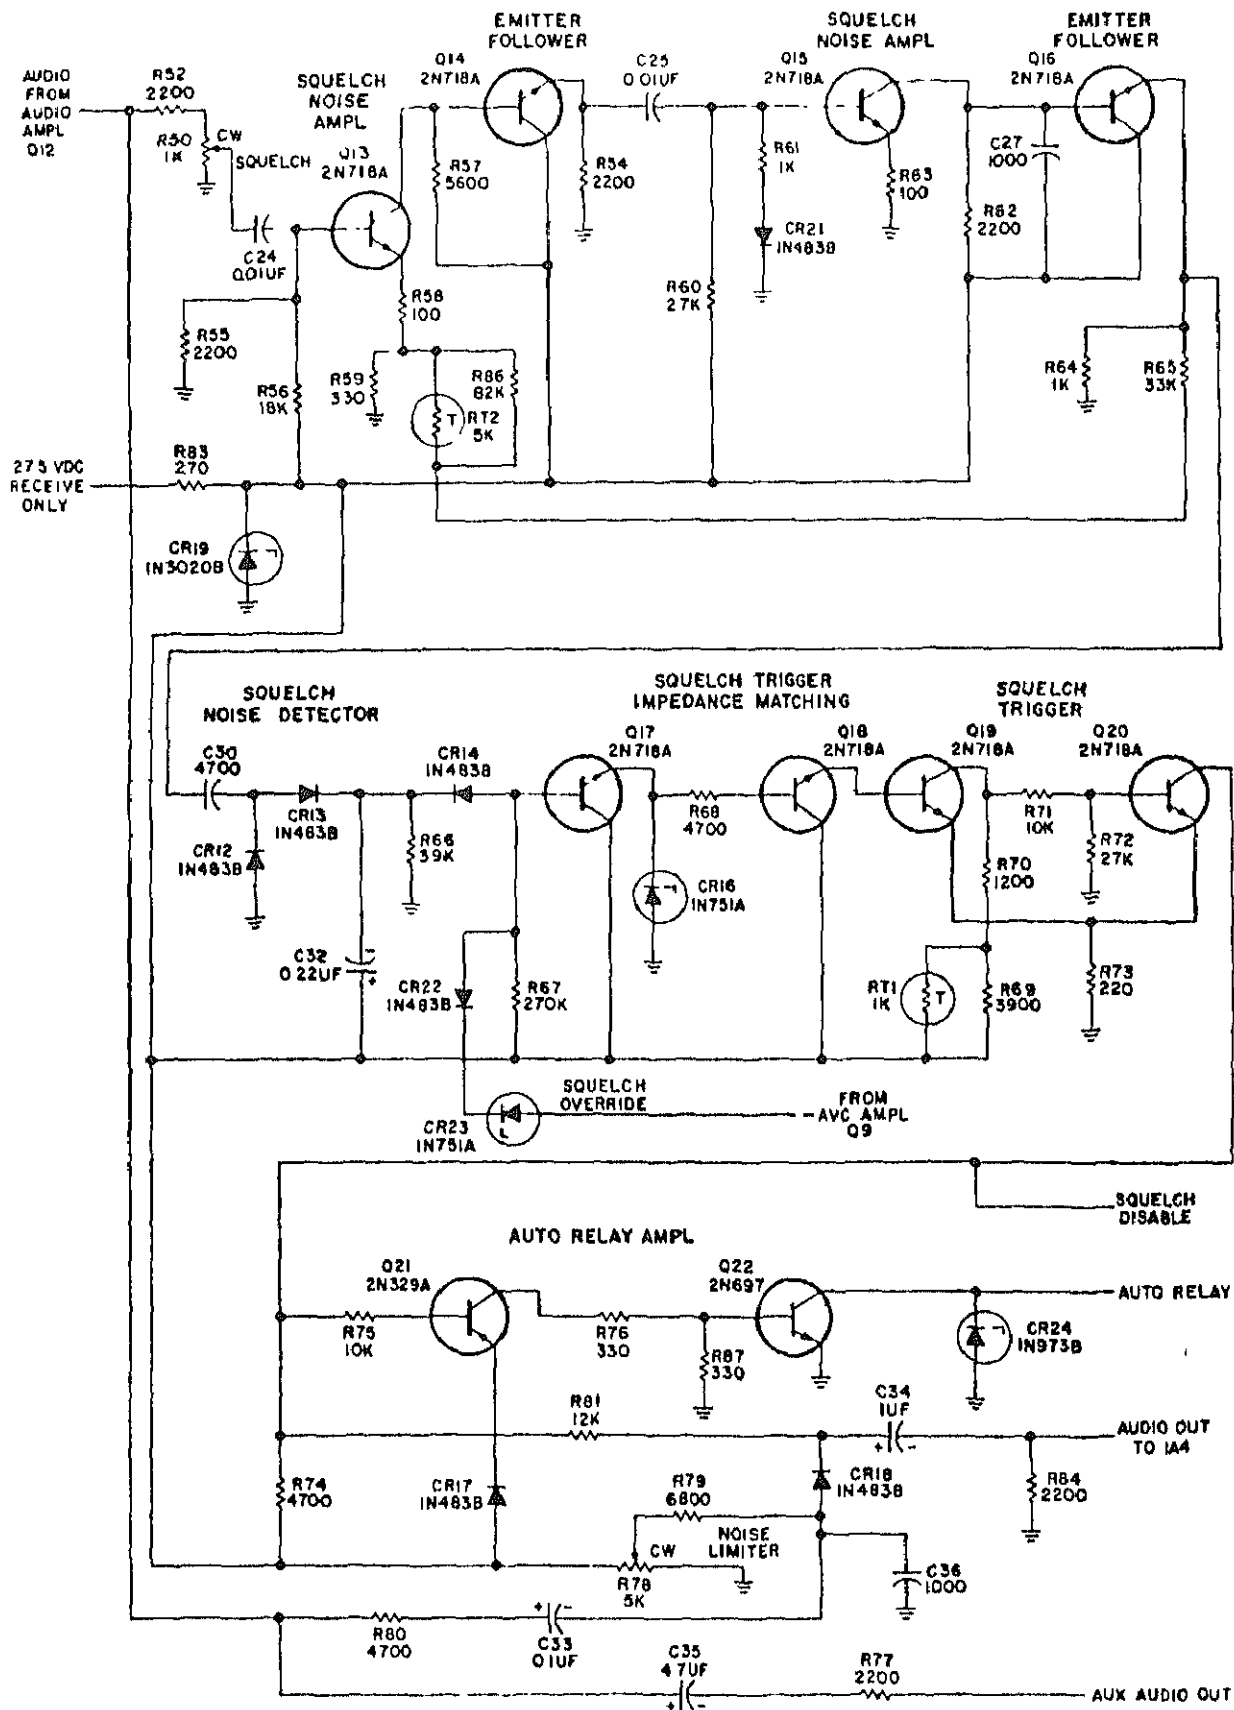 EMITTER
FOLLOWER
SQUELCH
NOISE AMPL
EMITTER
FOLLOWER
AUDIO
FROM
AUDIO
AMPL
Q12
R52
2200
R50
1K
CW
SQUELCH
SQUELCH
NOISE
AMPL
Q13
2N718A
Q14
2N718A
C25
0.01UF
Q15
2N718A
Q16
2N718A
C24
0.01UF
R57
5600
R54
2200
R61
1K
CR21
1N483B
R63
100
R82
2200
C27
1000
R55
2200
R56
18K
R58
100
R59
330
R86
82K
T
RT2
5K
R60
27K
R64
1K
R65
33K
27.5 VDC
RECEIVE
ONLY
R83
270
CR19
1N3020B
SQUELCH
NOISE DETECTOR
SQUELCH TRIGGER
IMPEDANCE MATCHING
SQUELCH
TRIGGER
C30
4700
CR14
1N483B
Q17
2N718A
Q18
2N718A
Q19
2N718A
Q20
2N718A
CR13
1N483B
CR12
1N483B
R66
39K
R68
4700
CR16
1N751A
R71
10K
R72
27K
R70
1200
C32
0.22UF
-
+
CR22
1N483B
R67
270K
RT1
1K
T
R69
3900
R73
220
SQUELCH
OVERRIDE
CR23
1N751A
FROM
AVC AMPL
Q9
SQUELCH
DISABLE
AUTO RELAY AMPL
Q21
2N329A
Q22
2N697
AUTO RELAY
R75
10K
R76
330
R87
330
CR24
1N973B
R81
12K
C34
1UF
+ -
AUDIO OUT
TO 1A4
R74
4700
CR17
1N483B
R79
6800
CR18
1N483B
R84
2200
CW
NOISE
LIMITER
R78
5K
C36
1000
R80
4700
+ -
C33
0.1UF
C35
4.7UF
+ -
R77
2200
AUX AUDIO OUT